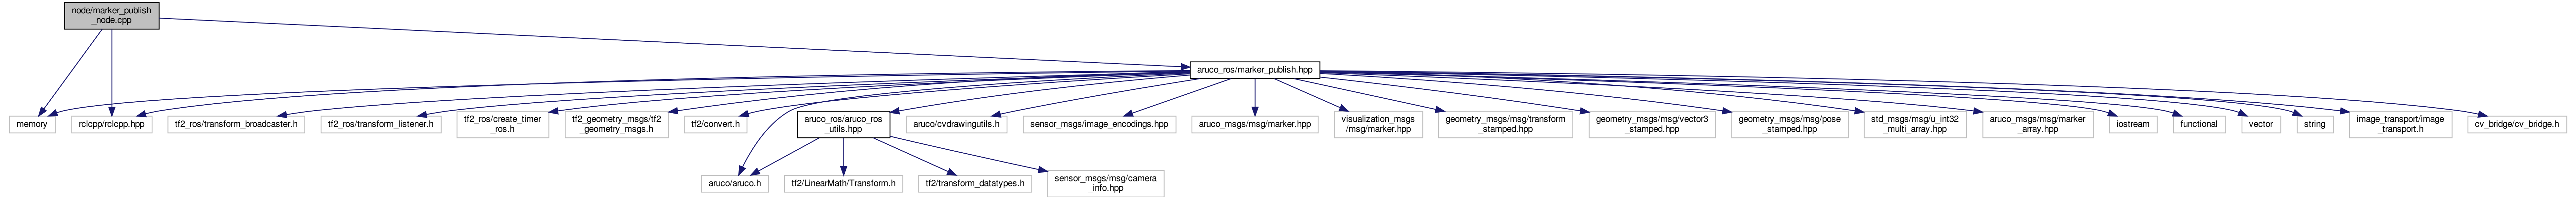 node/marker_publish
_node.cpp
aruco_ros/marker_publish.hpp
memory
rclcpp/rclcpp.hpp
tf2_ros/transform_broadcaster.h
tf2_ros/transform_listener.h
tf2_ros/create_timer
_ros.h
tf2_geometry_msgs/tf2
_geometry_msgs.h
tf2/convert.h
aruco_ros/aruco_ros
_utils.hpp
aruco/cvdrawingutils.h
sensor_msgs/image_encodings.hpp
aruco_msgs/msg/marker.hpp
visualization_msgs
/msg/marker.hpp
geometry_msgs/msg/transform
_stamped.hpp
geometry_msgs/msg/vector3
_stamped.hpp
geometry_msgs/msg/pose
_stamped.hpp
std_msgs/msg/u_int32
_multi_array.hpp
aruco_msgs/msg/marker
_array.hpp
iostream
functional
vector
string
image_transport/image
_transport.h
cv_bridge/cv_bridge.h
aruco/aruco.h
tf2/LinearMath/Transform.h
tf2/transform_datatypes.h
sensor_msgs/msg/camera
_info.hpp